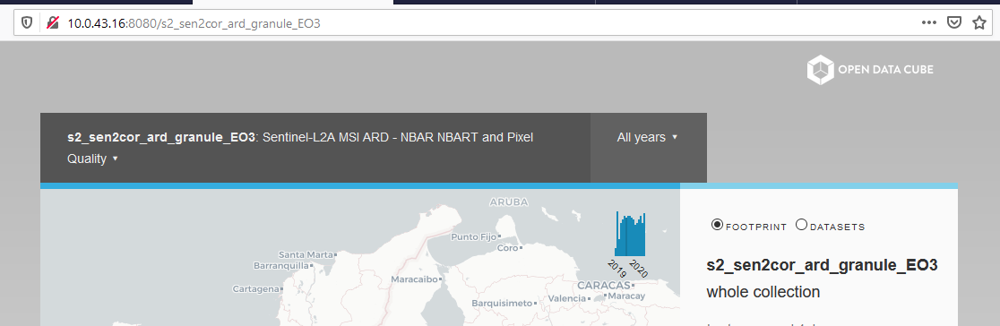 10.0.43.16:8080/s2_sen2cor_ard_granule_EO3
OPEN DATA CUBE
s2_sen2cor_ard_granule_EO3: Sentinel-L2A MSI ARD - NBAR NBART and Pixel
Quality ▼
All years ▼
ARUBA
Punto Fijo
Coro
Santa Marta
Barranquilla
Cartagena
Maracaibo
Barquisimeto
Valencia
CARACAS
Maracay
2019
2020
FOOTPRINT
DATASETS
s2_sen2cor_ard_granule_EO3
whole collection